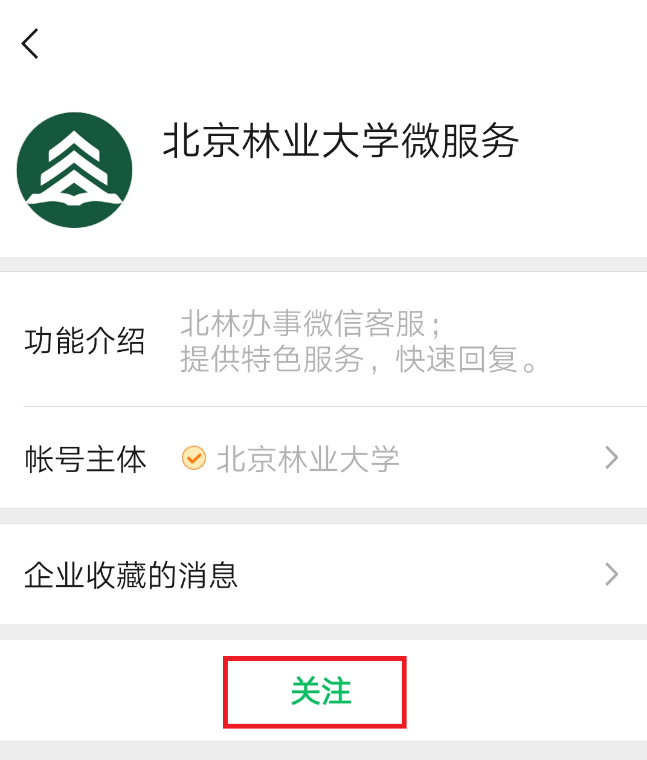 北京林业大学微服务
功能介绍
北林办事微信客服；
提供特色服务，快速回复。
帐号主体
北京林业大学
企业收藏的消息
关注